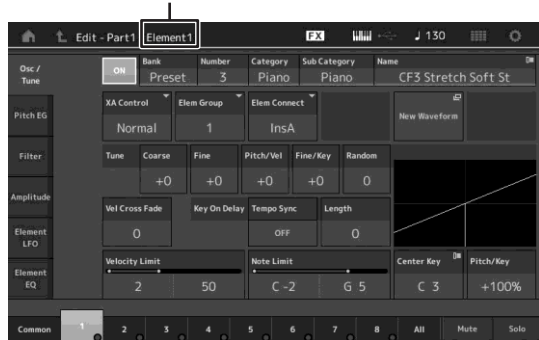 Edit - Part1 Element1 FX ♩ 130
Osc / Tune
ON
Bank Preset
Number 3
Category Piano
Sub Category Piano
Name CF3 Stretch Soft St
Pitch EG
XA Control Normal
Elem Group 1
Elem Connect InsA
New Waveform
Filter
Tune
Coarse +0
Fine +0
Pitch/Vel +0
Fine/Key +0
Random 0
Amplitude
Vel Cross Fade 0
Key On Delay
Tempo Sync OFF
Length 0
Element LFO
Element EQ
Velocity Limit 2 50
Note Limit C -2 G 5
Center Key C 3
Pitch/Key +100%
Common 1 2 3 4 5 6 7 8 All Mute Solo